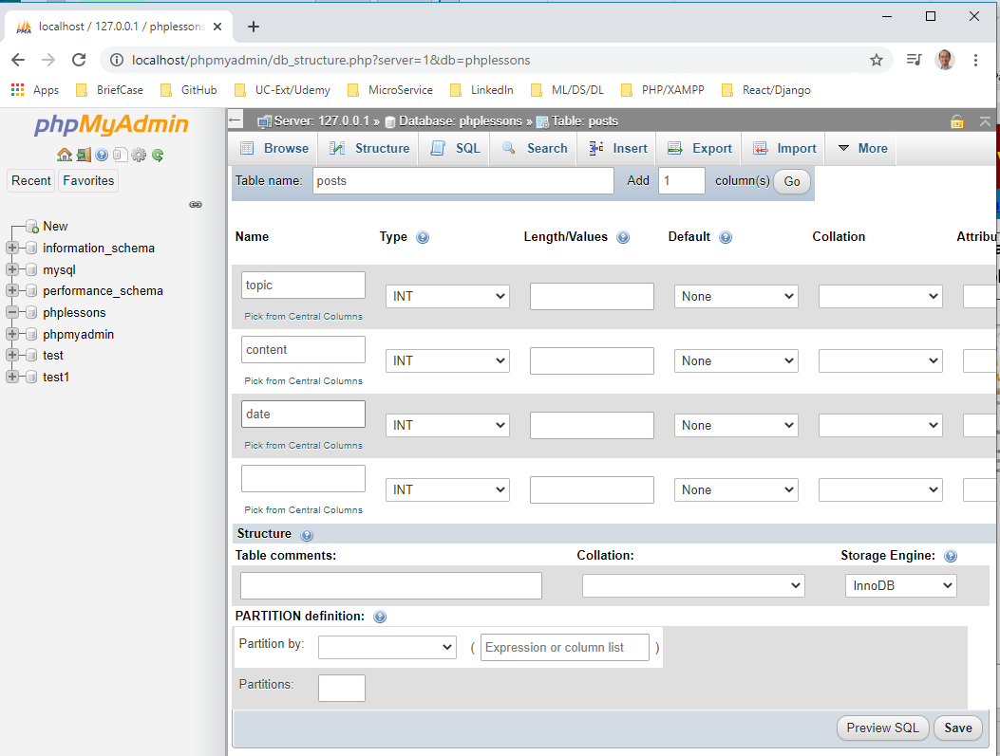 localhost / 127.0.0.1 / phplessons
localhost/phpmyadmin/db_structure.php?server=1&db=phplessons
Apps BriefCase GitHub UC-Ext/Udemy MicroService LinkedIn ML/DS/DL PHP/XAMPP React/Django
phpMyAdmin
Recent Favorites
New
information_schema
mysql
performance_schema
phplessons
phpmyadmin
test
test1
Server: 127.0.0.1 » Database: phplessons » Table: posts
Browse Structure SQL Search Insert Export Import More
Table name: posts Add 1 column(s) Go
Name Type Length/Values Default Collation Attribu
topic INT None
Pick from Central Columns
content INT None
Pick from Central Columns
date INT None
Pick from Central Columns
INT None
Pick from Central Columns
Structure
Table comments: Collation: Storage Engine:
InnoDB
PARTITION definition:
Partition by: ( Expression or column list )
Partitions:
Preview SQL Save